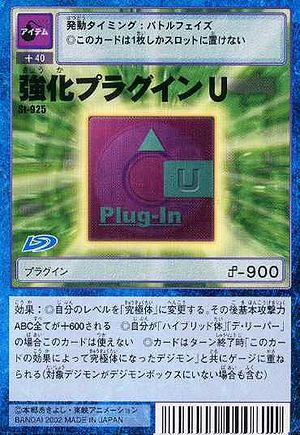 発動タイミング：バトルフェイズ
◎このカードは1枚しかスロットに置けない
アイテム
+40
きょうか
強化プラグインU
St-925
U
Plug-In
プラグイン
ﾎﾟ-900
効果：◎自分のレベルを「究極体」に変更する。その後基本攻撃力
ABC全てが+600される　◎自分が「ハイブリッド体」「デ・リーパー」
の場合このカードは使えない　◎カードはターン終了時「このカー
ドの効果によって究極体になったデジモン」と共にゲージに重ね
られる(対象デジモンがデジモンボックスにいない場合も含む)
©本郷あきよし・東映アニメーション
BANDAI 2002 MADE IN JAPAN